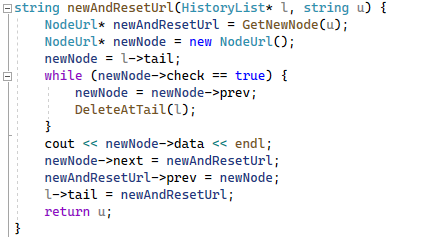 string newAndResetUrl(HistoryList* l, string u) {
    NodeUrl* newAndResetUrl = GetNewNode(u);
    NodeUrl* newNode = new NodeUrl();
    newNode = l->tail;
    while (newNode->check == true) {
        newNode = newNode->prev;
        DeleteAtTail(l);
    }
    cout << newNode->data << endl;
    newNode->next = newAndResetUrl;
    newAndResetUrl->prev = newNode;
    l->tail = newAndResetUrl;
    return u;
}